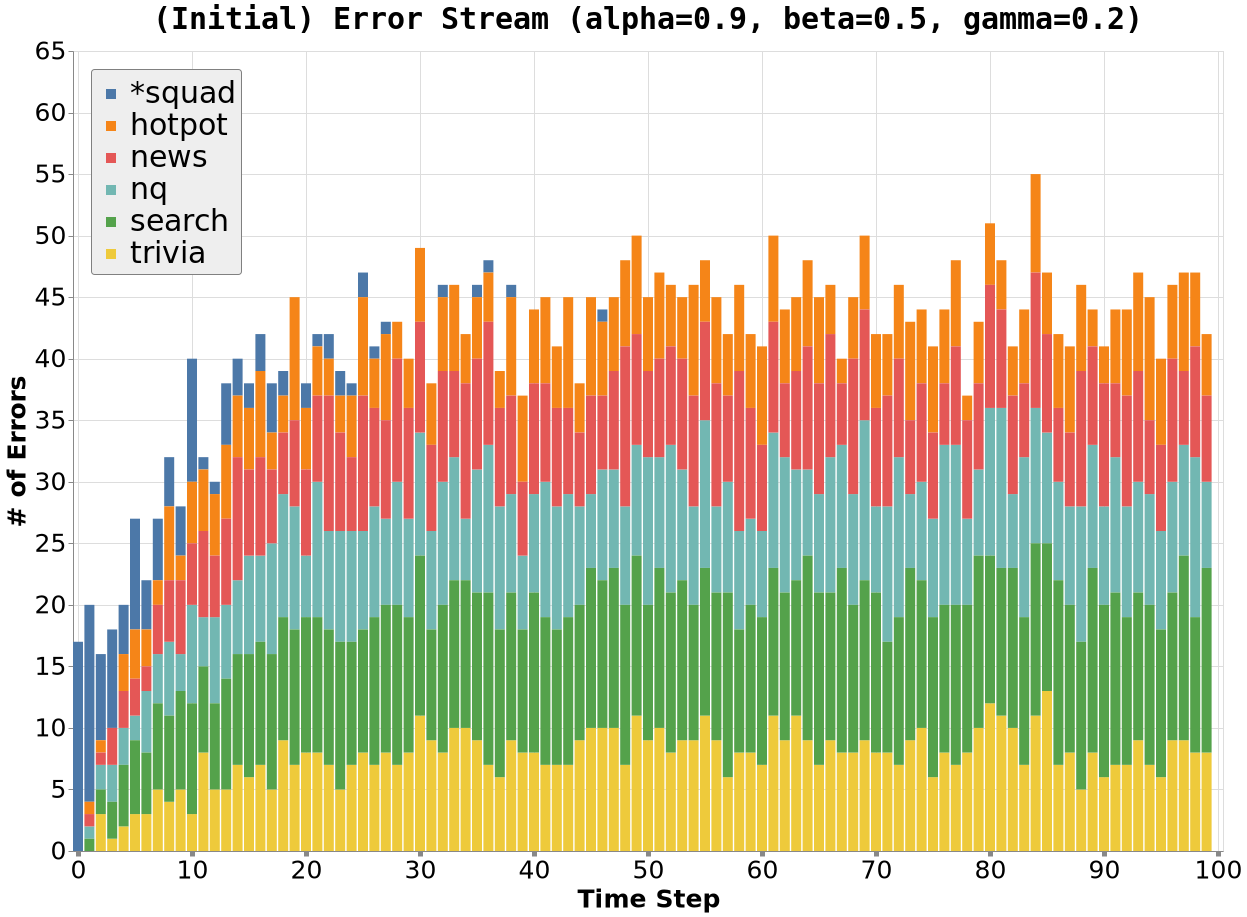 (Initial) Error Stream (alpha=0.9, beta=0.5, gamma=0.2)
65
60
55
50
45
40
35
30
25
20
15
10
5
0
# of Errors
*squad
hotpot
news
nq
search
trivia
0 10 20 30 40 50 60 70 80 90 100
Time Step